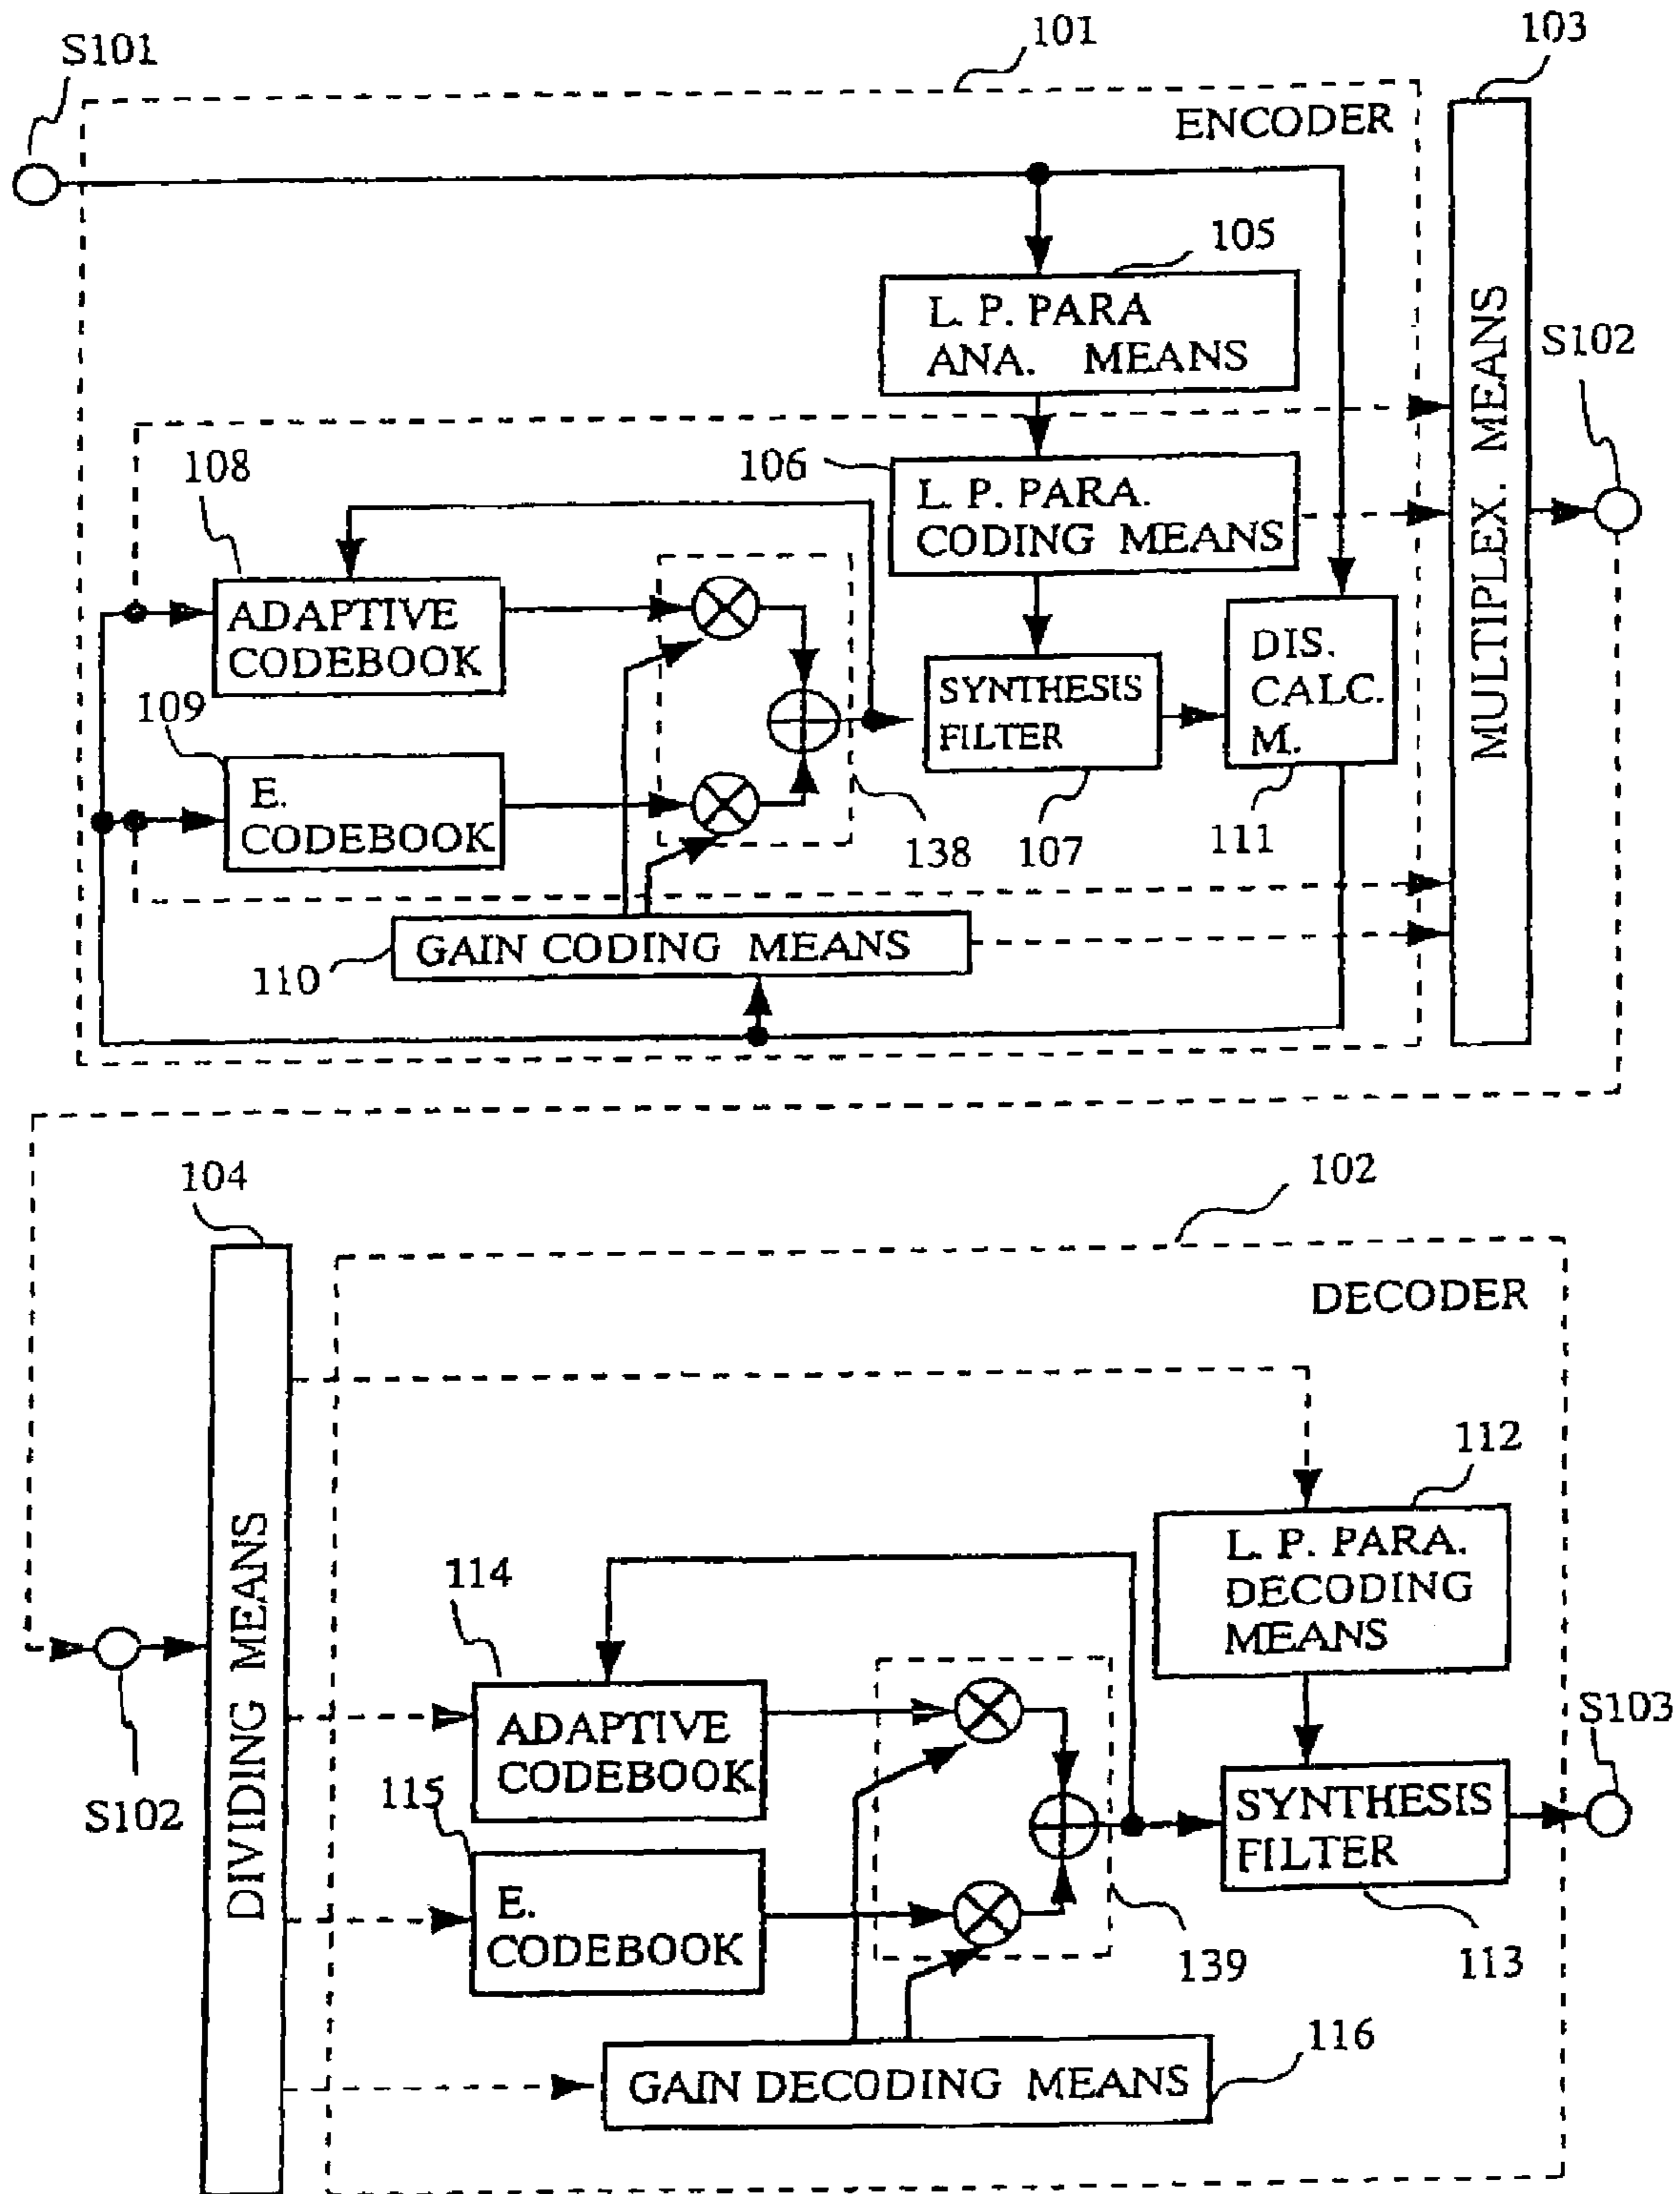 S101
101
103
ENCODER
105
L. P. PARA
ANA. MEANS
MULTIPLEX. MEANS
S102
108
106
L. P. PARA.
CODING MEANS
ADAPTIVE
CODEBOOK
SYNTHESIS
FILTER
DIS.
CALC.
M.
109
E.
CODEBOOK
138
107
111
GAIN CODING MEANS
110
104
102
DECODER
112
L. P. PARA.
DECODING
MEANS
DIVIDING MEANS
114
ADAPTIVE
CODEBOOK
S103
S102
115
SYNTHESIS
FILTER
E.
CODEBOOK
139
113
116
GAIN DECODING MEANS